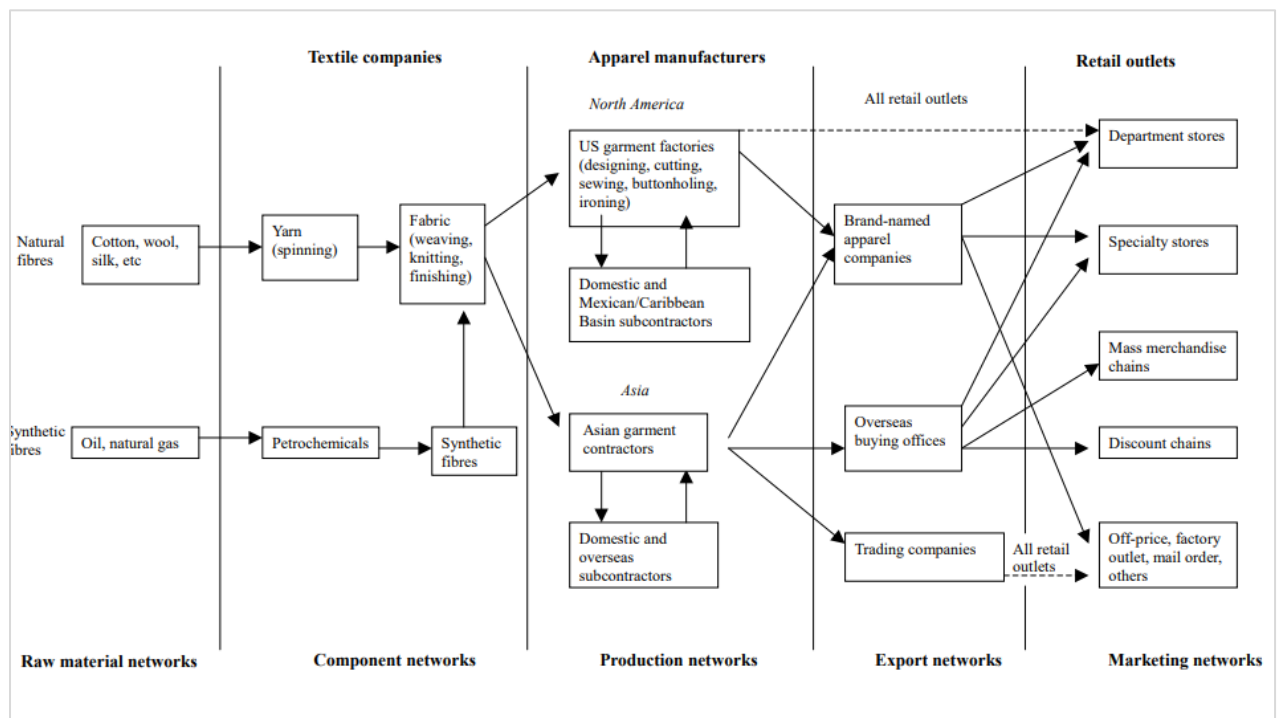 Textile companies
Apparel manufacturers
Retail outlets
North America
All retail outlets
Natural
fibres
Cotton, wool,
silk, etc
Yarn
(spinning)
Fabric
(weaving,
knitting,
finishing)
US garment factories
(designing, cutting,
sewing, buttonholing,
ironing)
Domestic and
Mexican/Caribbean
Basin subcontractors
Brand-named
apparel
companies
Department stores
Specialty stores
Mass merchandise
chains
Asia
ynthetic
ibres
Oil, natural gas
Petrochemicals
Synthetic
fibres
Asian garment
contractors
Domestic and
overseas
subcontractors
Overseas
buying offices
Trading companies
All retail
outlets
Discount chains
Off-price, factory
outlet, mail order,
others
Raw material networks
Component networks
Production networks
Export networks
Marketing networks